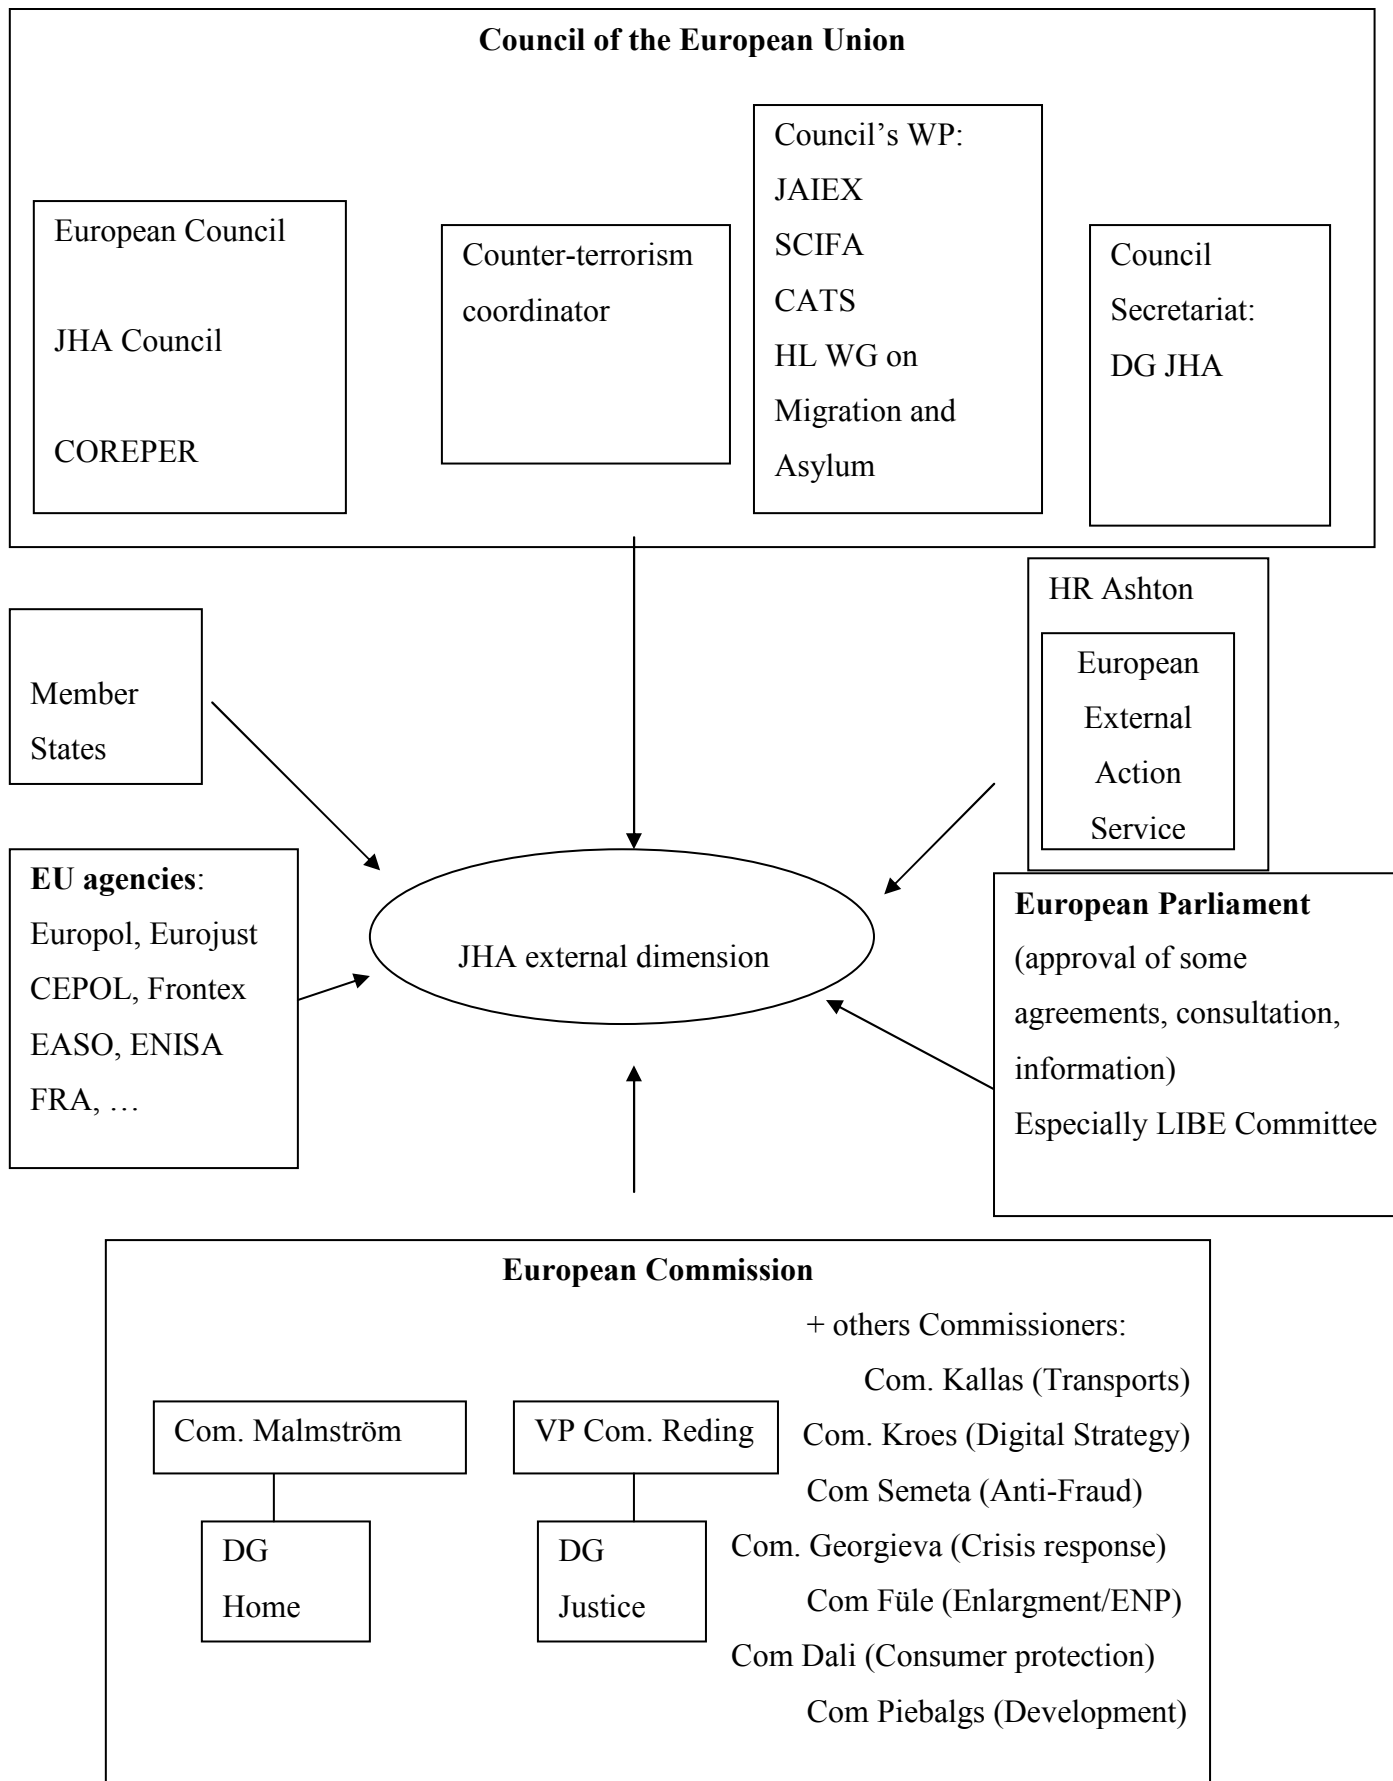 Council of the European Union
European Council
JHA Council
COREPER
Counter-terrorism
coordinator
Council’s WP:
JAIEX
SCIFA
CATS
HL WG on
Migration and
Asylum
Council
Secretariat:
DG JHA
Member
States
HR Ashton
European
External
Action
Service
EU agencies:
Europol, Eurojust
CEPOL, Frontex
EASO, ENISA
FRA, …
JHA external dimension
European Parliament
(approval of some
agreements, consultation,
information)
Especially LIBE Committee
European Commission
Com. Malmström
DG
Home
VP Com. Reding
DG
Justice
+ others Commissioners:
Com. Kallas (Transports)
Com. Kroes (Digital Strategy)
Com Semeta (Anti-Fraud)
Com. Georgieva (Crisis response)
Com Füle (Enlargment/ENP)
Com Dali (Consumer protection)
Com Piebalgs (Development)